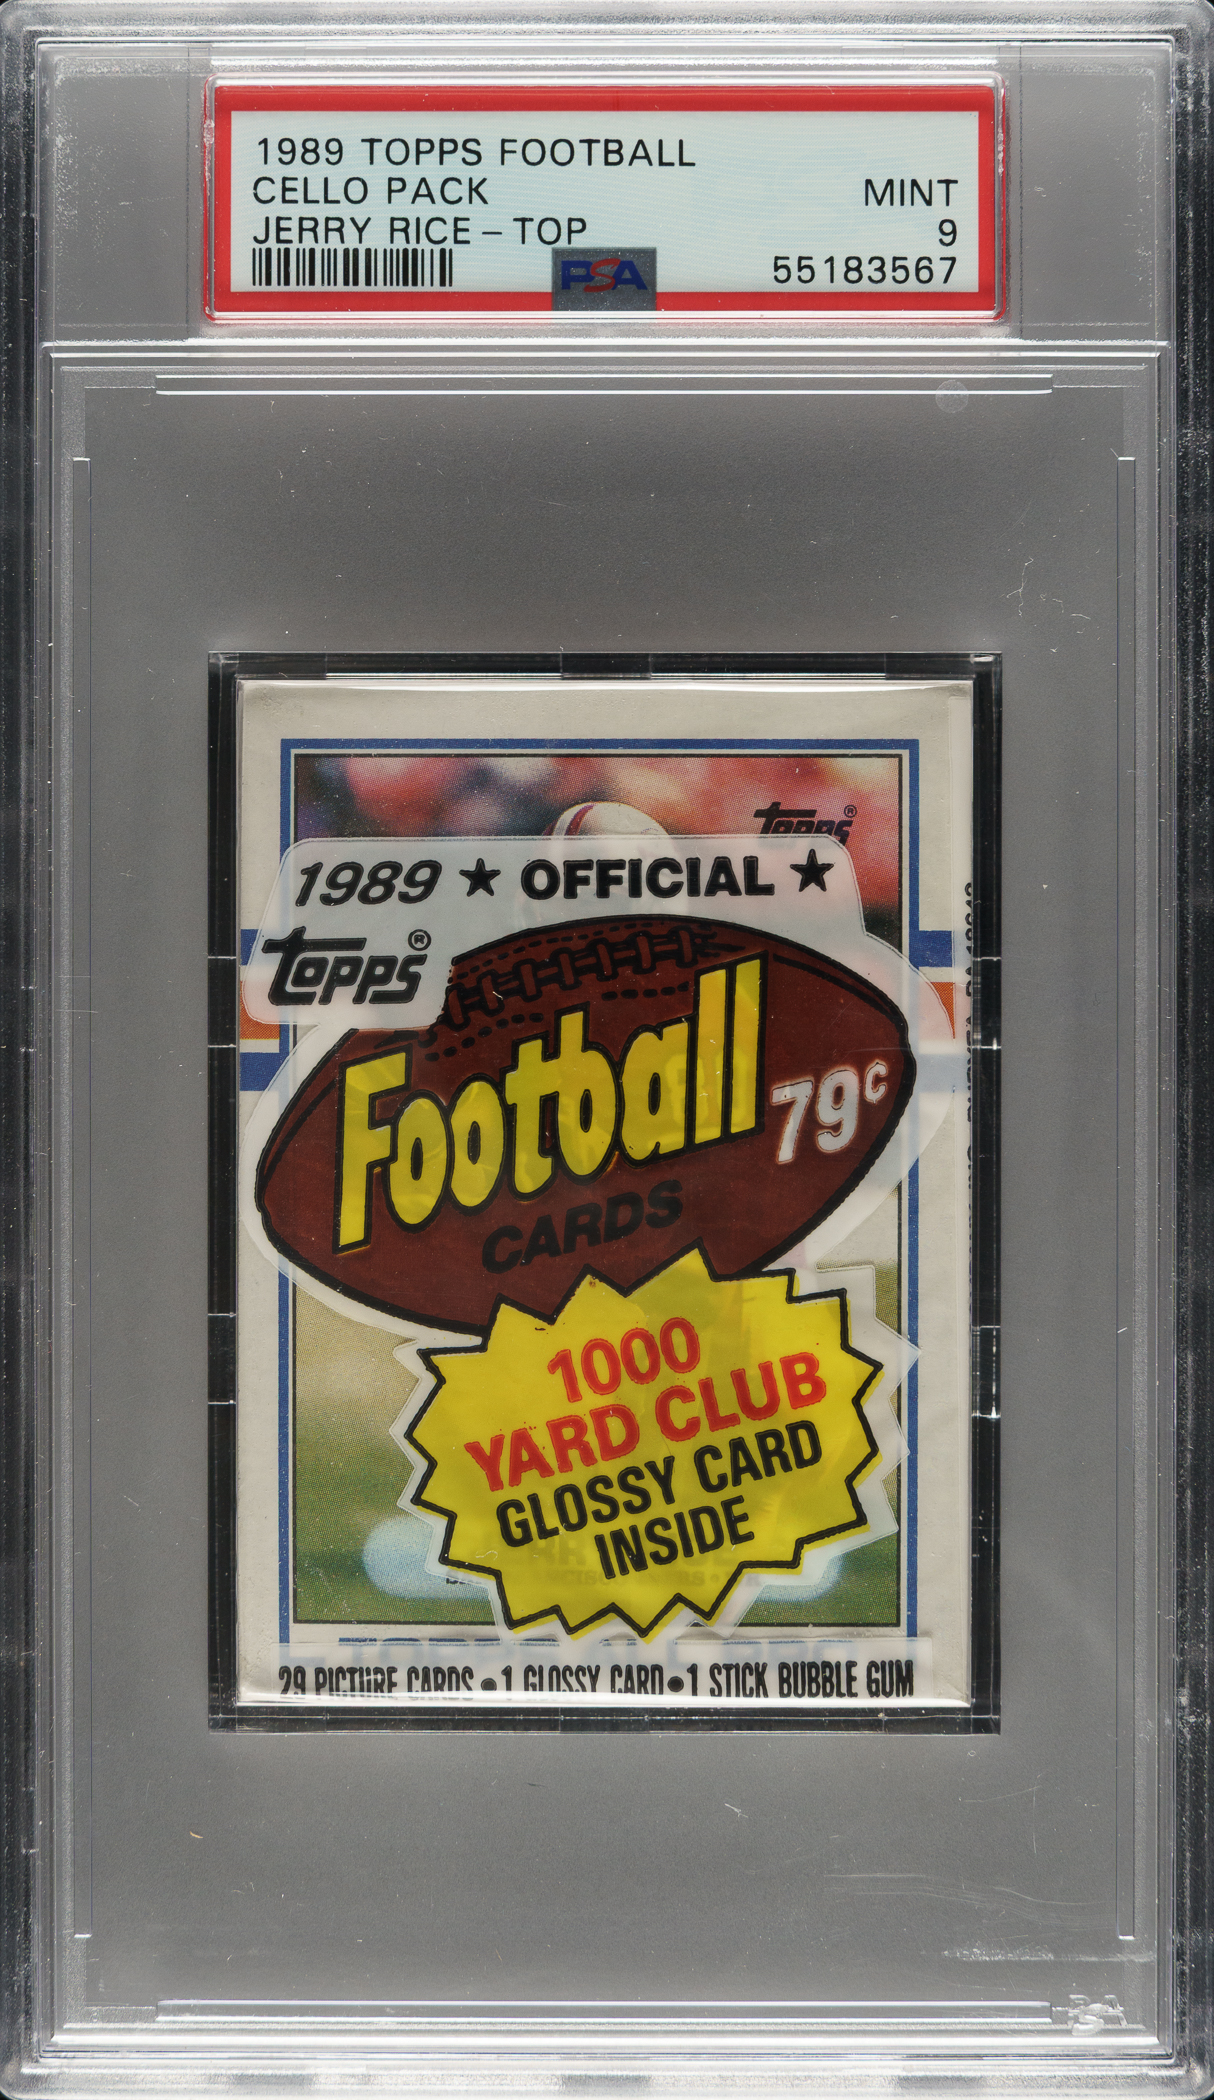 1989 TOPPS FOOTBALL
CELLO PACK MINT
JERRY RICE - TOP 9
PSA 55183567
Topps®
1989 ★ OFFICIAL ★
Topps®
Football
79¢
CARDS
1000
YARD CLUB
GLOSSY CARD
INSIDE
29 PICTURE CARDS • 1 GLOSSY CARD • 1 STICK BUBBLE GUM